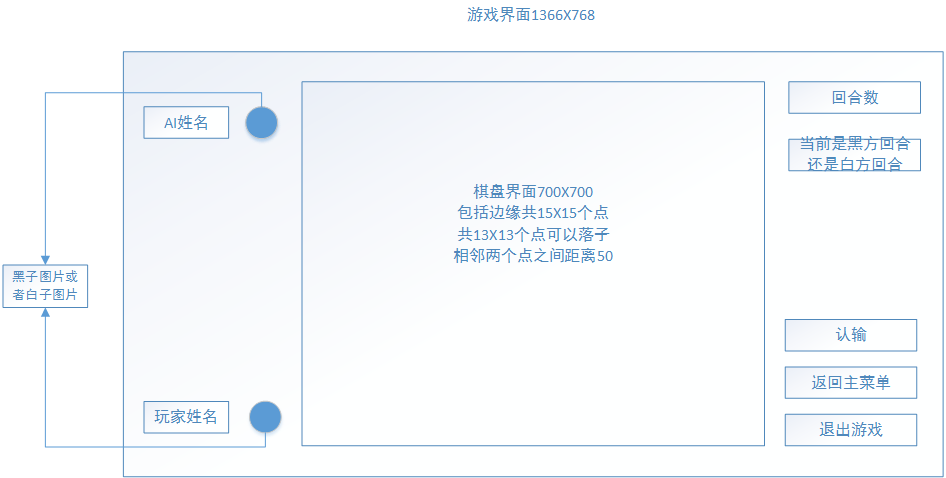 游戏界面1366X768
AI姓名
回合数
当前是黑方回合
还是白方回合
棋盘界面700X700
包括边缘共15X15个点
共13X13个点可以落子
相邻两个点之间距离50
黑子图片或
者白子图片
认输
返回主菜单
玩家姓名
退出游戏